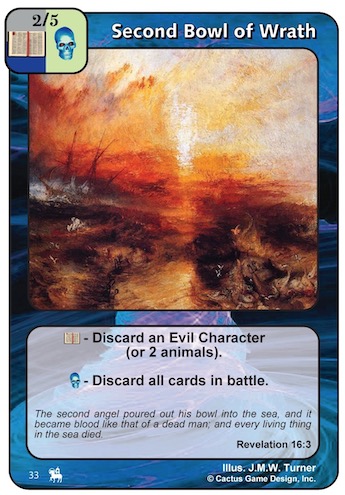 2/5
Second Bowl of Wrath
- Discard an Evil Character
(or 2 animals).
- Discard all cards in battle.
The second angel poured out his bowl into the sea, and it
became blood like that of a dead man; and every living thing
in the sea died.
Revelation 16:3
Illus. J.M.W. Turner
33
© Cactus Game Design, Inc.